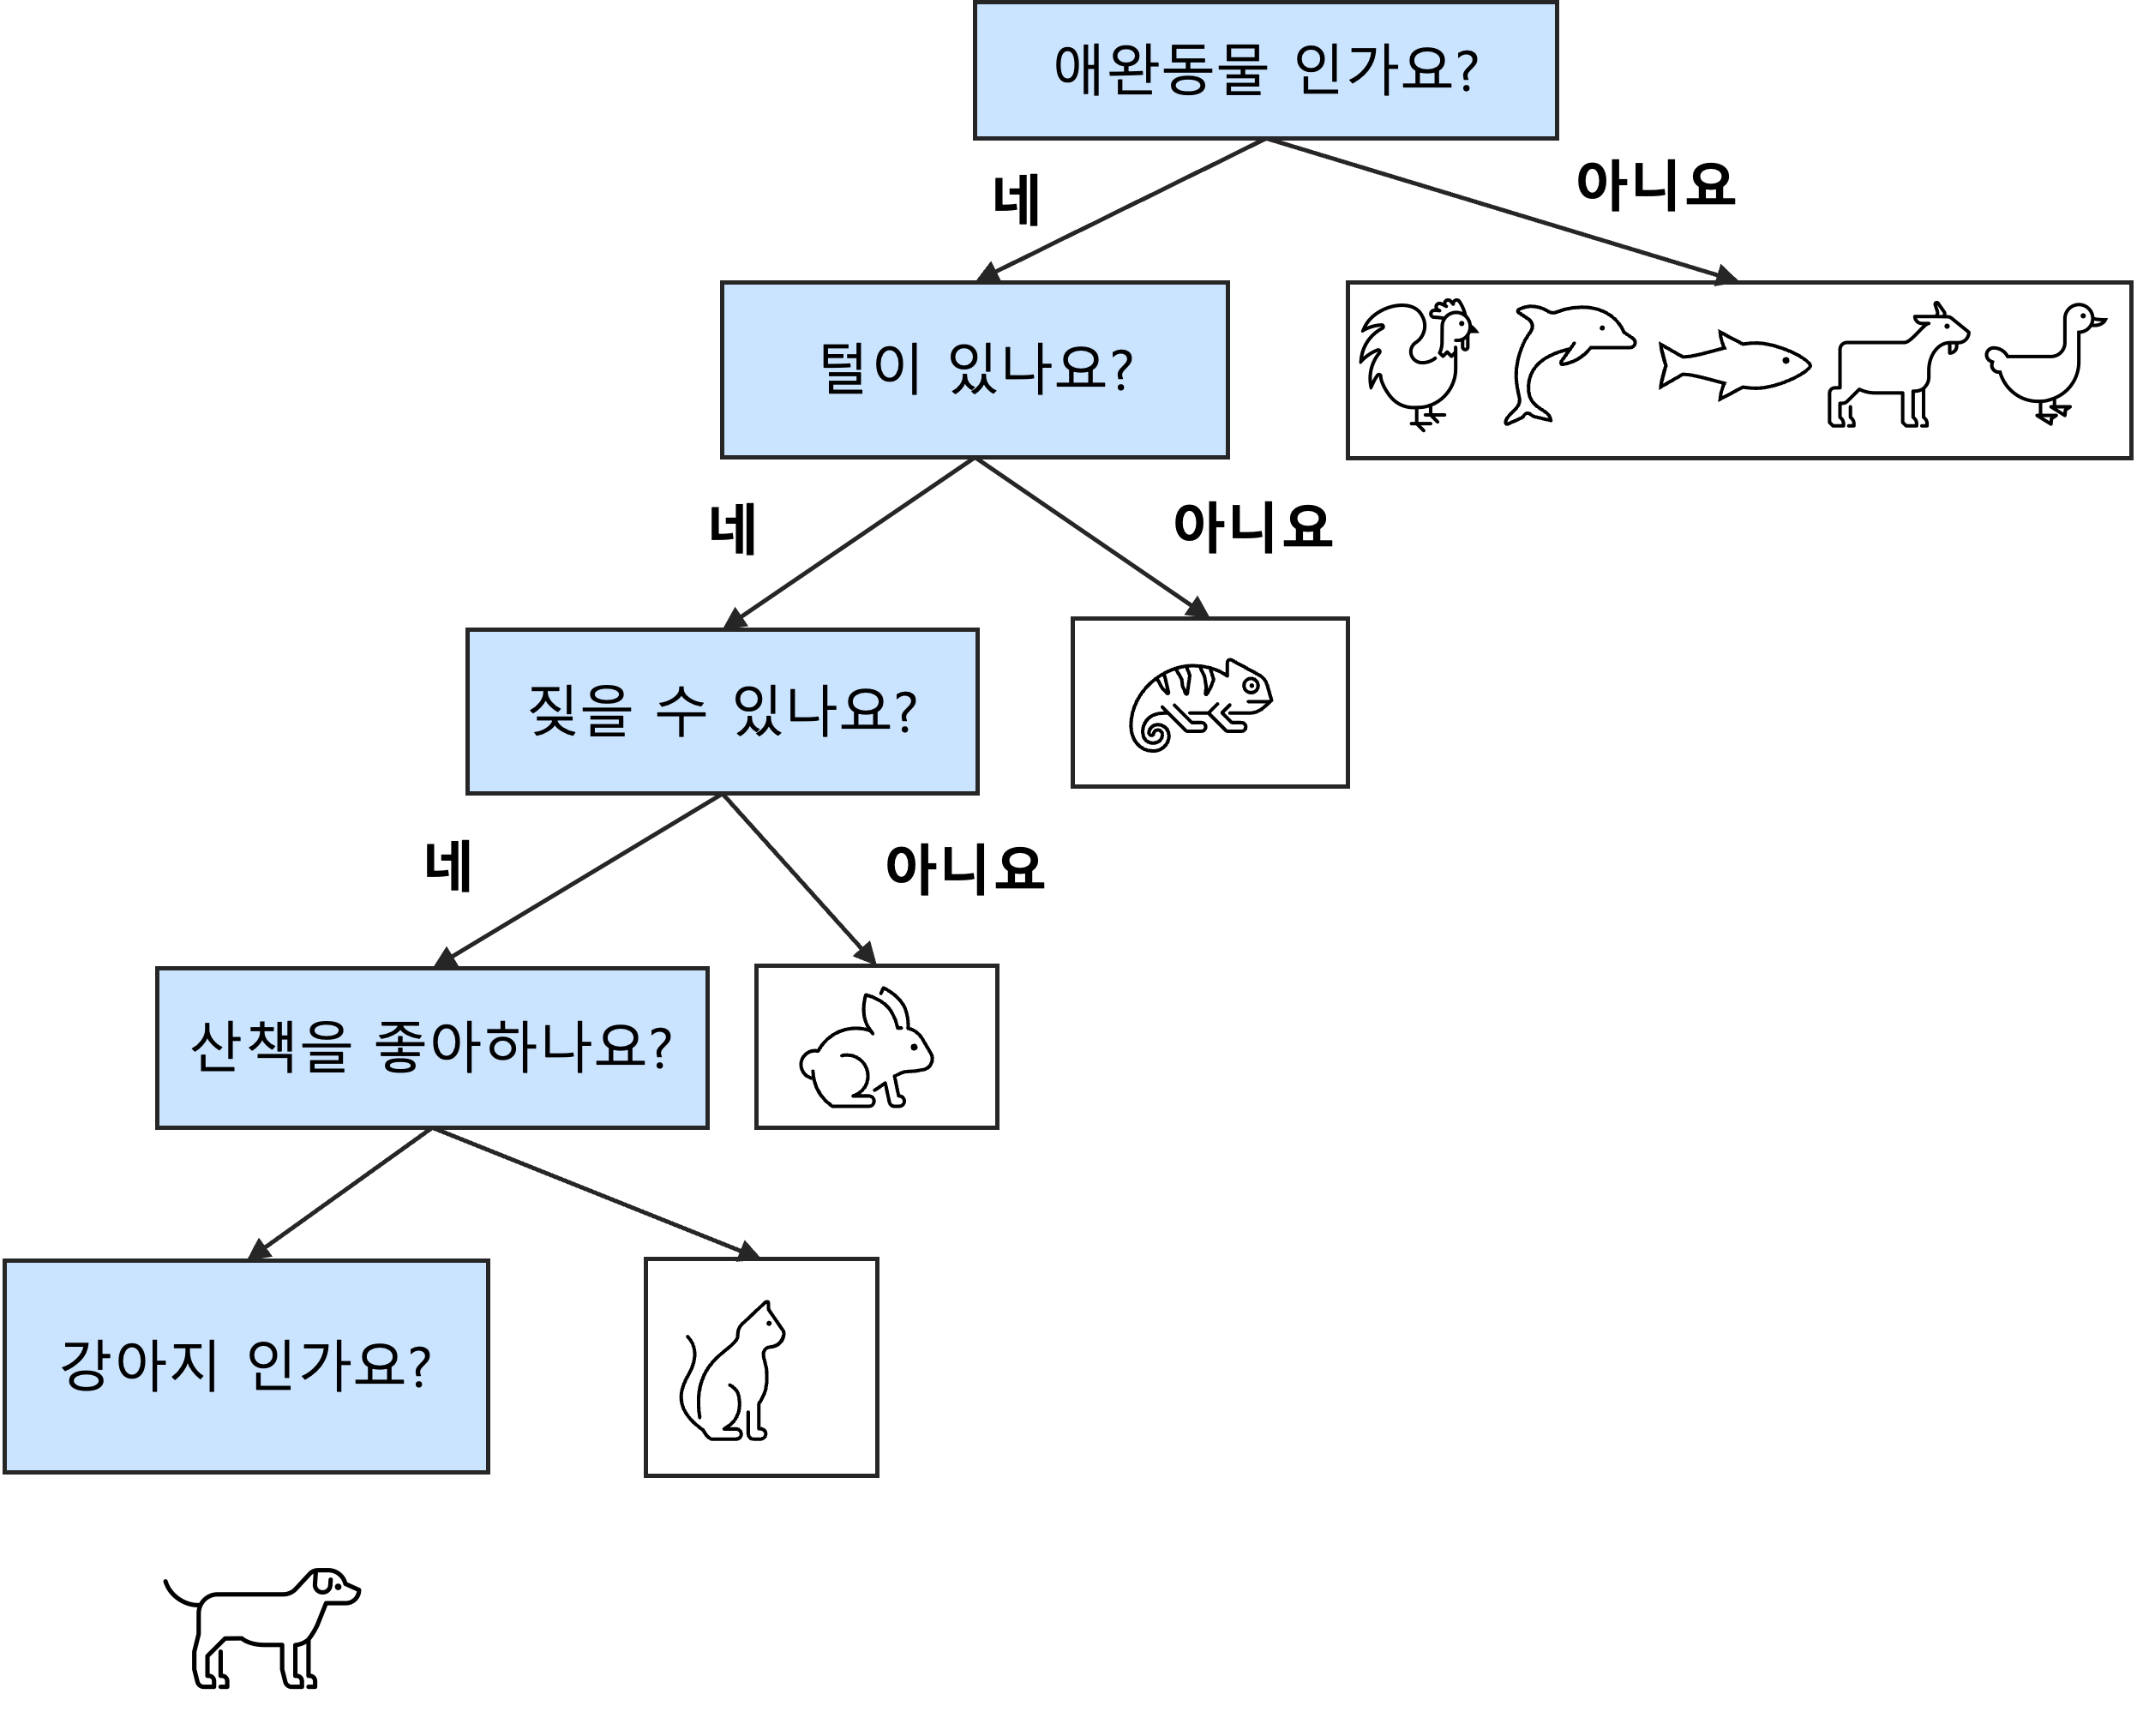 애완동물 인가요?
네
아니요
털이 있나요?
네
아니요
짖을 수 있나요?
네
아니요
산책을 좋아하나요?
강아지 인가요?